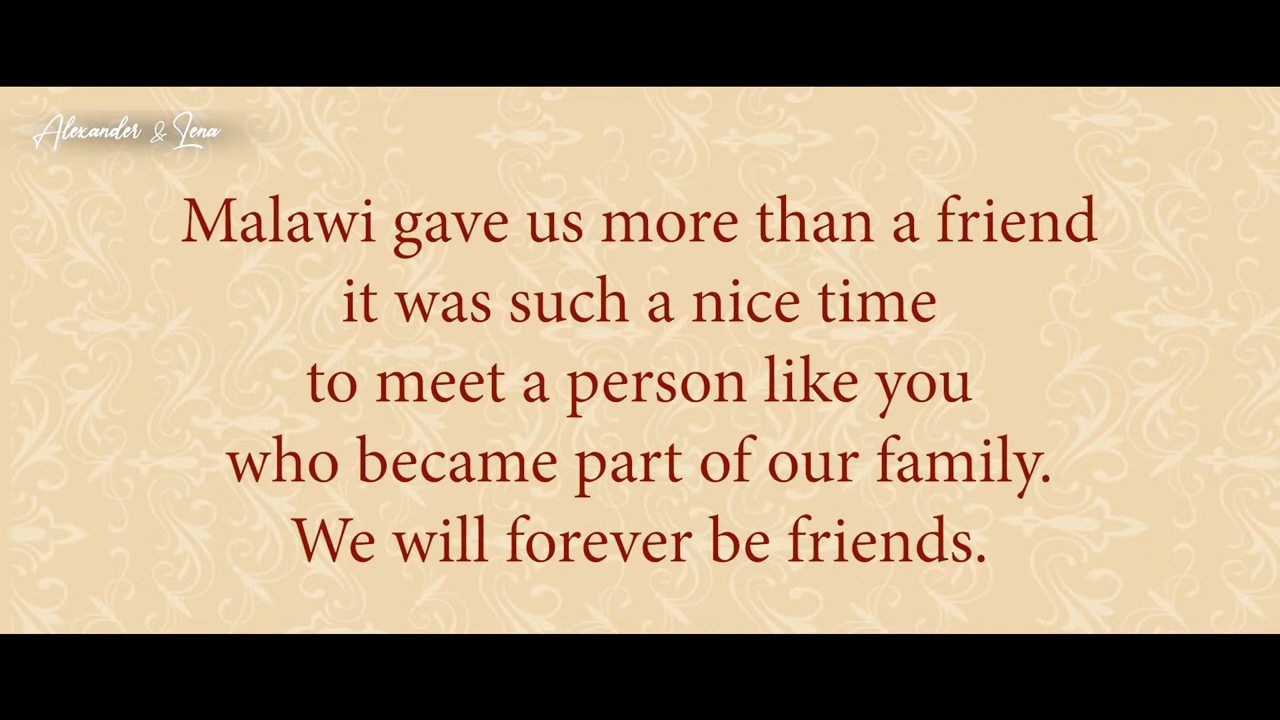 Alexander & Lena
Malawi gave us more than a friend
it was such a nice time
to meet a person like you
who became part of our family.
We will forever be friends.